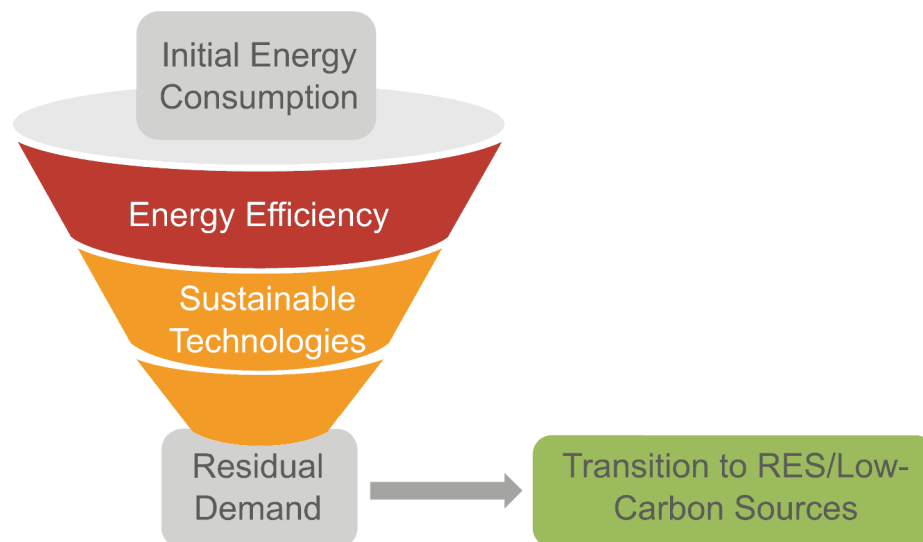 Initial Energy
Consumption
Energy Efficiency
Sustainable
Technologies
Residual
Demand
Transition to RES/Low-
Carbon Sources